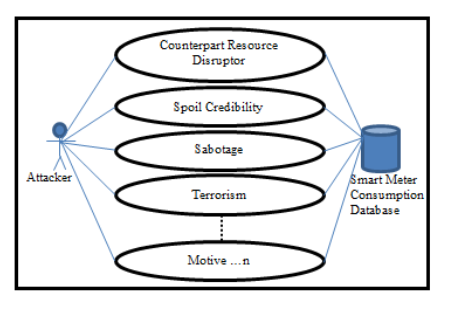 Counterpart Resource
Disruptor
Spoil Credibility
Sabotage
Attacker
Terrorism
Smart Meter
Consumption
Database
Motive ...n